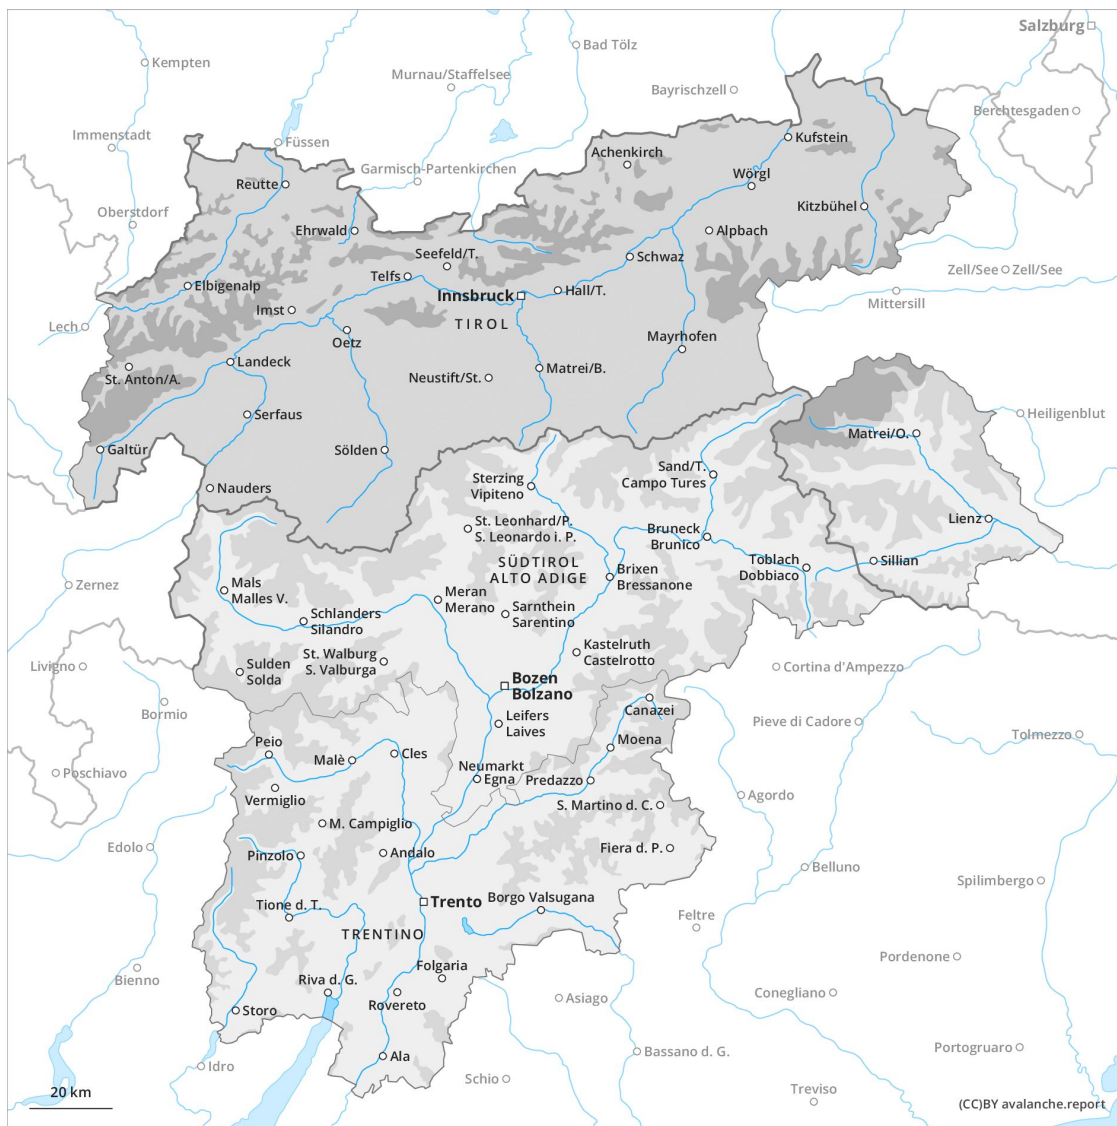 Salzburg
Bad Tölz
Kempten
Murnau/Staffelsee
Bayrischzell
Berchtesgaden
Immenstadt
Füssen
Kufstein
Achenkirch
Garmisch-Partenkirchen
Wörgl
Reutte
Oberstdorf
Kitzbühel
Ehrwald
Alpbach
Seefeld/T.
Schwaz
Telfs
Zell/See
Zell/See
Elbigenalp
Hall/T.
Innsbruck
Mittersill
Imst
TIROL
Lech
Oetz
Mayrhofen
Landeck
Matrei/B.
St. Anton/A.
Neustift/St.
Serfaus
Heiligenblut
Matrei/O.
Galtür
Sölden
Sand/T.
Campo Tures
Sterzing
Vipiteno
Nauders
Lienz
St. Leonhard/P.
S. Leonardo i. P.
Bruneck
Brunico
SÜDTIROL
ALTO ADIGE
Toblach
Dobbiaco
Sillian
Brixen
Bressanone
Zernez
Mals
Malles V.
Meran
Merano
Sarnthein
Sarentino
Schlanders
Silandro
Kastelruth
Castelrotto
St. Walburg
S. Valburga
Livigno
Sulden
Solda
Cortina d'Ampezzo
Bozen
Bolzano
Bormio
Canazei
Leifers
Laives
Pieve di Cadore
Tolmezzo
Peio
Cles
Moena
Malè
Poschiavo
Neumarkt
Egna
Predazzo
Vermiglio
S. Martino d. C.
Agordo
M. Campiglio
Edolo
Pinzolo
Andalo
Fiera d. P.
Belluno
Spilimbergo
Tione d. T.
Trento
Borgo Valsugana
Feltre
TRENTINO
Pordenone
Bienno
Folgaria
Riva d. G.
Rovereto
Asiago
Conegliano
Storo
Ala
Bassano d. G.
Portogruaro
Idro
Schio
Treviso
20 km
(CC)BY avalanche.report